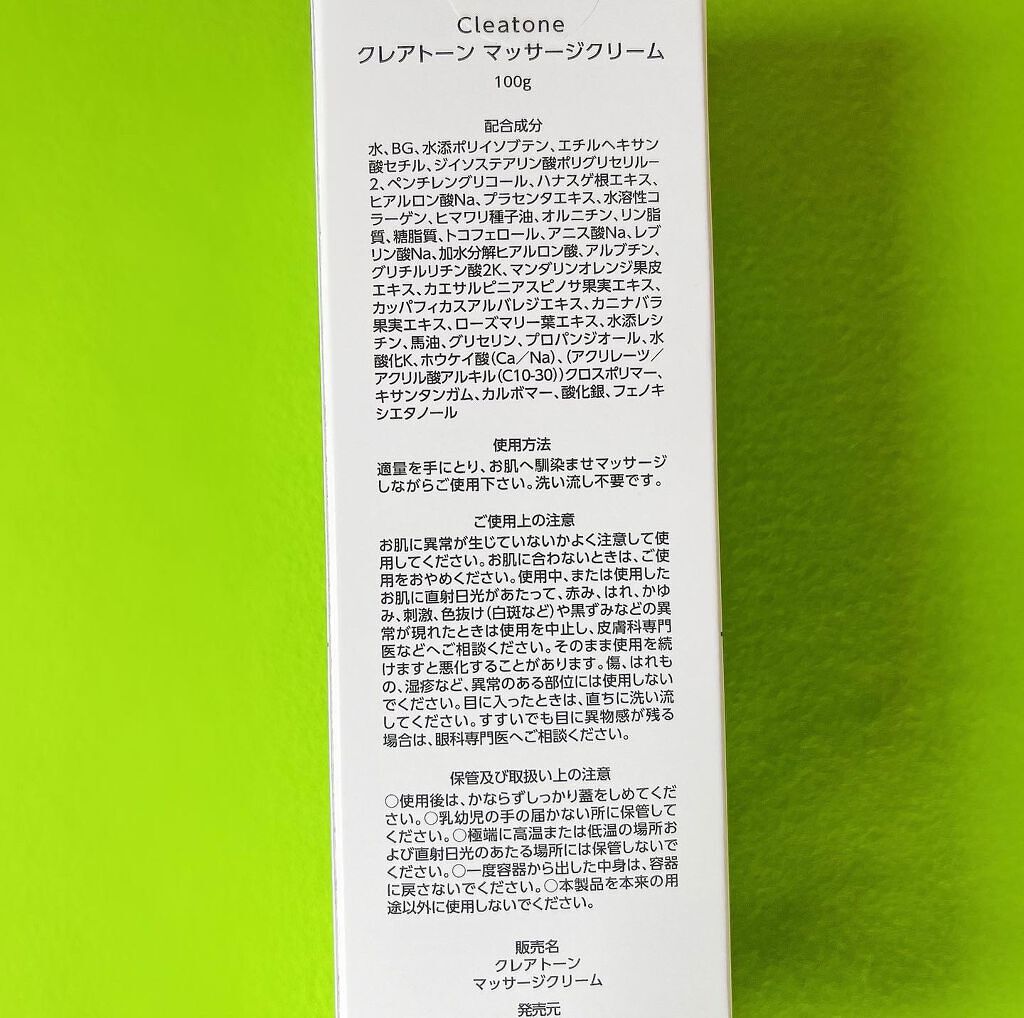 Cleatone
クレアトーン マッサージクリーム
100g
配合成分
水、BG、水添ポリイソブテン、エチルヘキサン
酸セチル、ジイソステアリン酸ポリグリセリル−
2、ペンチレングリコール、ハナスゲ根エキス、
ヒアルロン酸Na、プラセンタエキス、水溶性コ
ラーゲン、ヒマワリ種子油、オルニチン、リン脂
質、糖脂質、トコフェロール、アニス酸Na、レブ
リン酸Na、加水分解ヒアルロン酸、アルブチン、
グリチルリチン酸2K、マンダリンオレンジ果皮
エキス、カエサルピニアスピノサ果実エキス、
カッパフィカスアルバレジエキス、カニナバラ
果実エキス、ローズマリー葉エキス、水添レシ
チン、馬油、グリセリン、プロパンジオール、水
酸化K、ホウケイ酸(Ca/Na)、(アクリレーツ/
アクリル酸アルキル(C10-30))クロスポリマー、
キサンタンガム、カルボマー、酸化銀、フェノキ
シエタノール
使用方法
適量を手にとり、お肌へ馴染ませマッサージ
しながらご使用下さい。洗い流し不要です。
ご使用上の注意
お肌に異常が生じていないかよく注意して使
用してください。お肌に合わないときは、ご使
用をおやめください。使用中、または使用した
お肌に直射日光があたって、赤み、はれ、かゆ
み、刺激、色抜け(白斑など)や黒ずみなどの異
常が現れたときは使用を中止し、皮膚科専門
医などへご相談ください。そのまま使用を続
けますと悪化することがあります。傷、はれも
の、湿疹など、異常のある部位には使用しない
でください。目に入ったときは、直ちに洗い流
してください。すすいでも目に異物感が残る
場合は、眼科専門医へご相談ください。
保管及び取扱い上の注意
○使用後は、かならずしっかり蓋をしめてくだ
さい。○乳幼児の手の届かない所に保管して
ください。○極端に高温または低温の場所お
よび直射日光のあたる場所には保管しないで
ください。○一度容器から出した中身は、容器
に戻さないでください。○本製品を本来の用
途以外に使用しないでください。
販売名
クレアトーン
マッサージクリーム
発売元